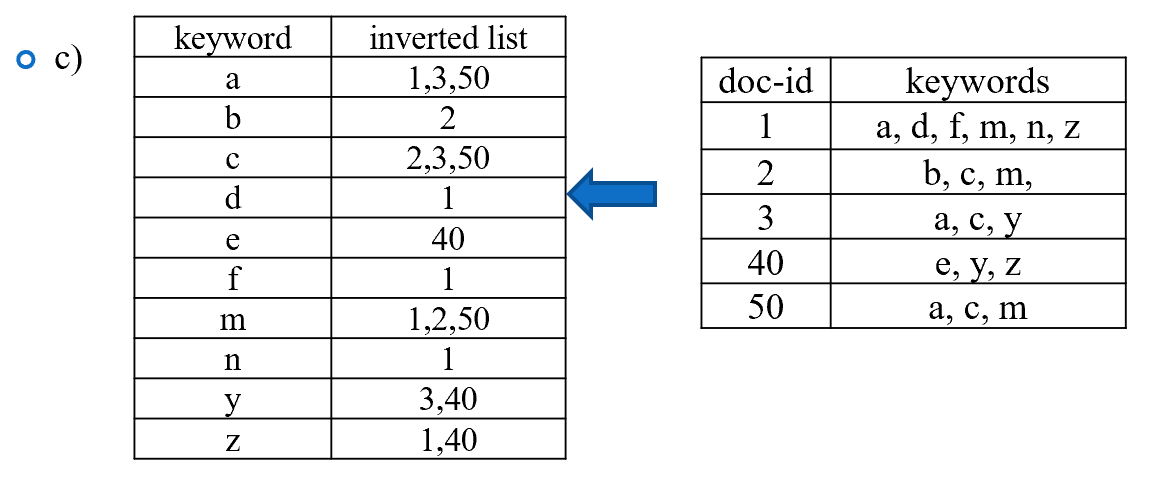 c)
keyword inverted list
a 1,3,50
b 2
c 2,3,50
d 1
e 40
f 1
m 1,2,50
n 1
y 3,40
z 1,40
doc-id keywords
1 a, d, f, m, n, z
2 b, c, m,
3 a, c, y
40 e, y, z
50 a, c, m